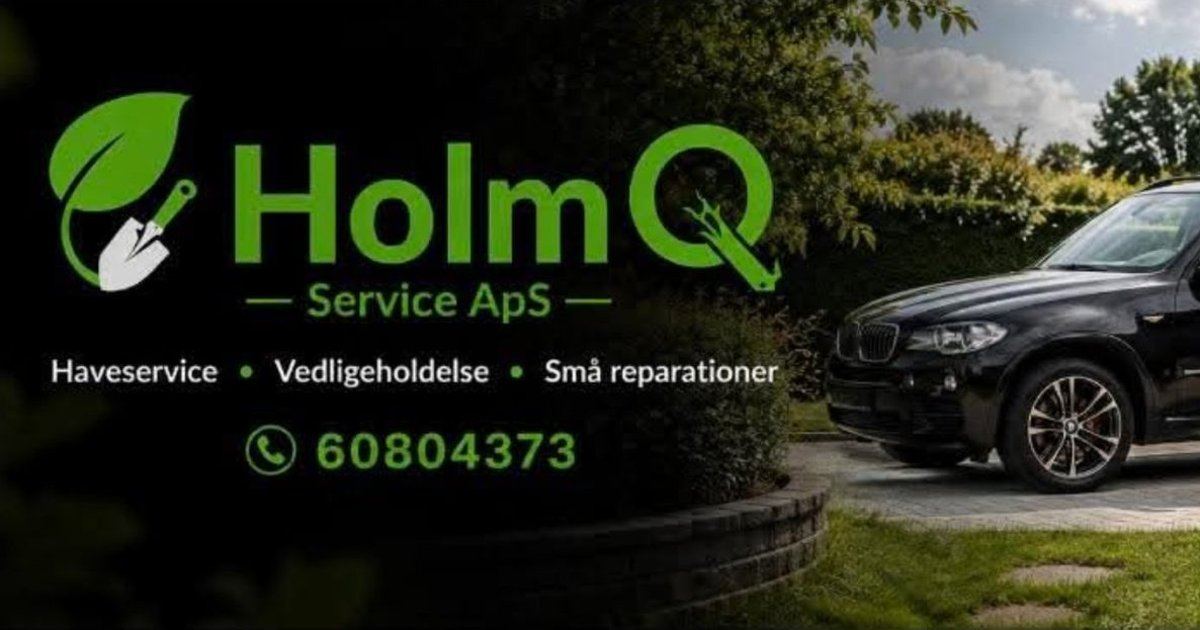 HolmQ
— Service ApS —
Haveservice • Vedligeholdelse • Små reparationer
60804373